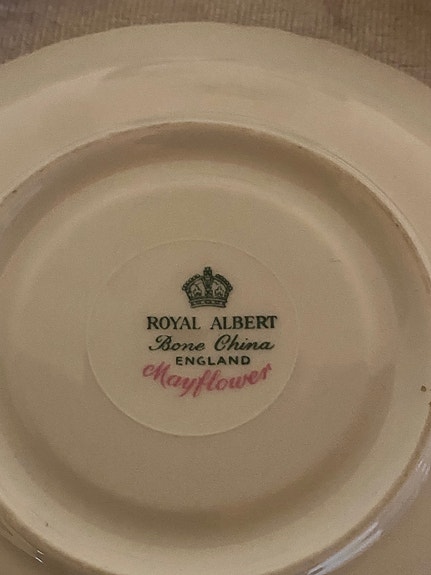 ROYAL ALBERT
Bone China
ENGLAND
Mayflower